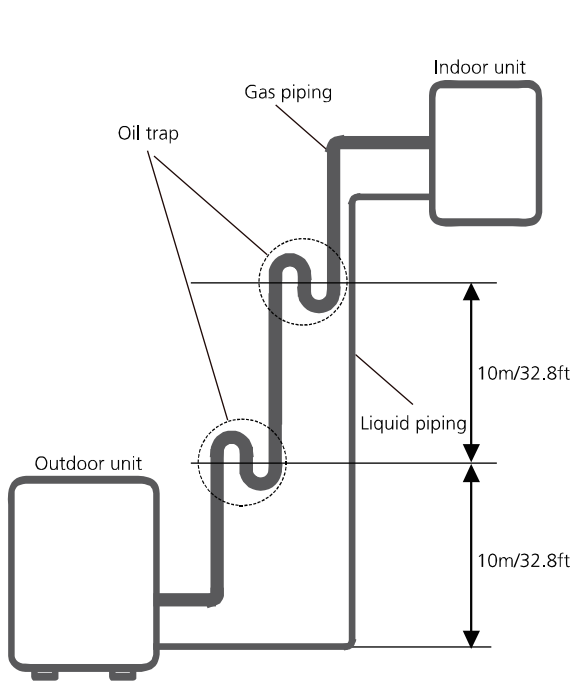 Indoor unit
Gas piping
Oil trap
10m/32.8ft
Liquid piping
Outdoor unit
10m/32.8ft